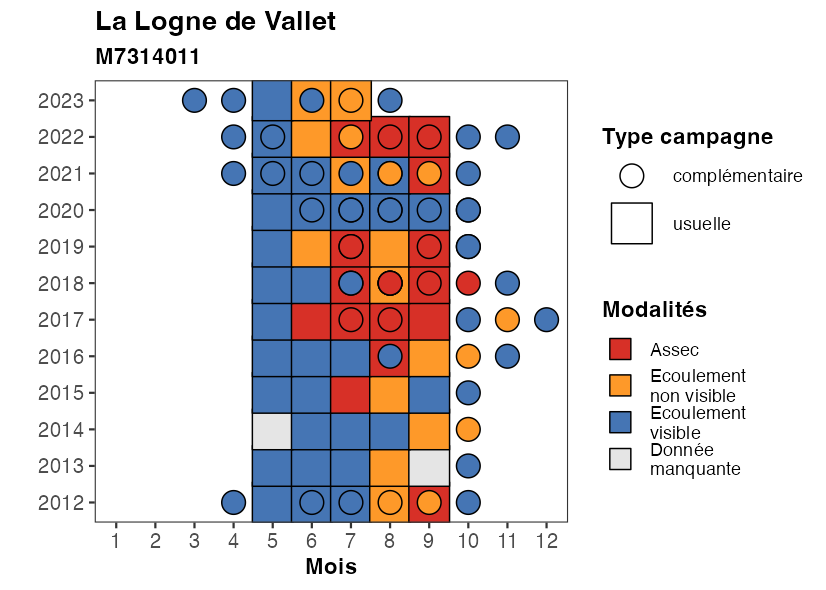 La Logne de Vallet
M7314011
2023
2022
2021
2020
2019
2018
2017
2016
2015
2014
2013
2012
1 2 3 4 5 6 7 8 9 10 11 12
Mois
Type campagne
complémentaire
usuelle
Modalités
Assec
Ecoulement
non visible
Ecoulement
visible
Donnée
manquante